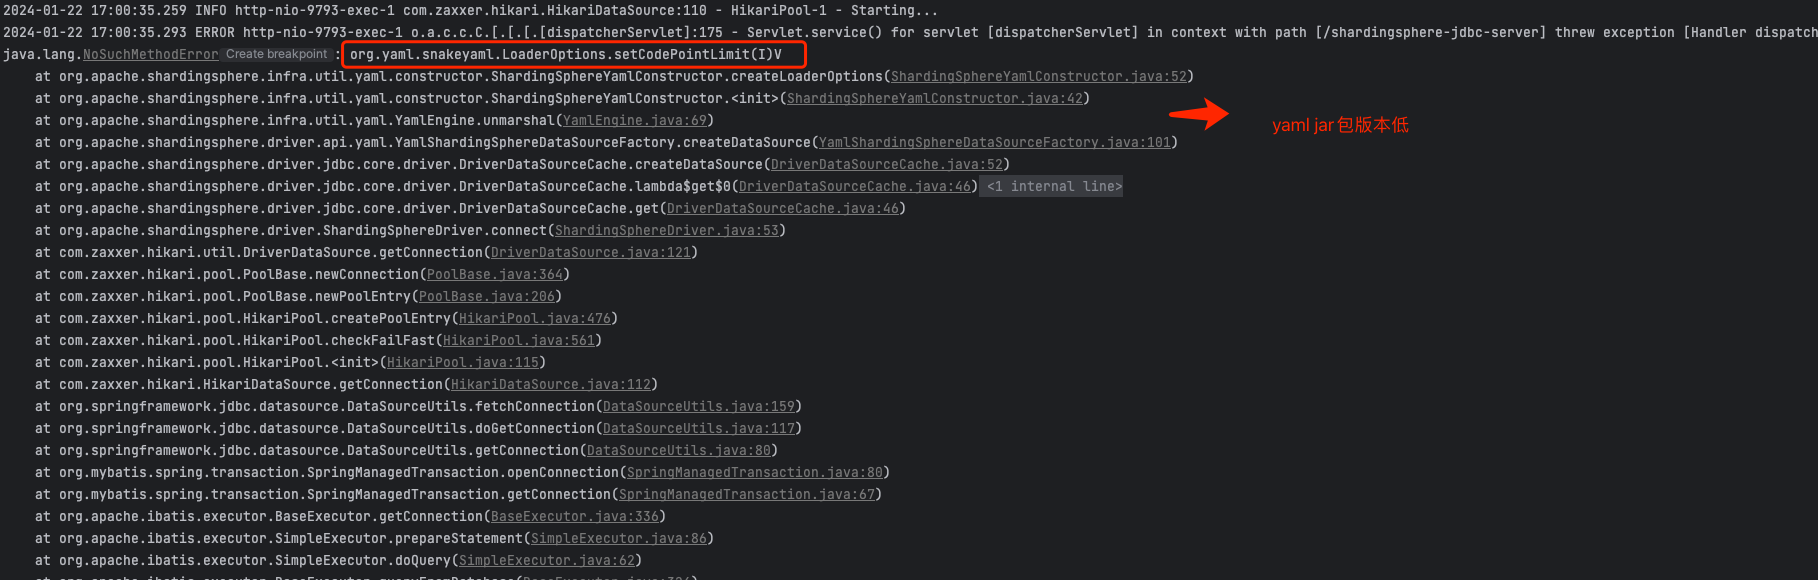 2024-01-22 17:00:35.259 INFO http-nio-9793-exec-1 com.zaxxer.hikari.HikariDataSource:110 - HikariPool-1 - Starting...
2024-01-22 17:00:35.293 ERROR http-nio-9793-exec-1 o.a.c.c.C.[.[.[.[dispatcherServlet]:175 - Servlet.service() for servlet [dispatcherServlet] in context with path [/shardingsphere-jdbc-server] threw exception [Handler dispatch
java.lang.NoSuchMethodError Create breakpoint : org.yaml.snakeyaml.LoaderOptions.setCodePointLimit(I)V
at org.apache.shardingsphere.infra.util.yaml.constructor.ShardingSphereYamlConstructor.createLoaderOptions(ShardingSphereYamlConstructor.java:52)
at org.apache.shardingsphere.infra.util.yaml.constructor.ShardingSphereYamlConstructor.<init>(ShardingSphereYamlConstructor.java:42)
at org.apache.shardingsphere.infra.util.yaml.YamlEngine.unmarshal(YamlEngine.java:69)
yaml jar包版本低
at org.apache.shardingsphere.driver.api.yaml.YamlShardingSphereDataSourceFactory.createDataSource(YamlShardingSphereDataSourceFactory.java:101)
at org.apache.shardingsphere.driver.jdbc.core.driver.DriverDataSourceCache.createDataSource(DriverDataSourceCache.java:52)
at org.apache.shardingsphere.driver.jdbc.core.driver.DriverDataSourceCache.lambda$get$0(DriverDataSourceCache.java:46) <1 internal line>
at org.apache.shardingsphere.driver.jdbc.core.driver.DriverDataSourceCache.get(DriverDataSourceCache.java:46)
at org.apache.shardingsphere.driver.ShardingSphereDriver.connect(ShardingSphereDriver.java:53)
at com.zaxxer.hikari.util.DriverDataSource.getConnection(DriverDataSource.java:121)
at com.zaxxer.hikari.pool.PoolBase.newConnection(PoolBase.java:364)
at com.zaxxer.hikari.pool.PoolBase.newPoolEntry(PoolBase.java:206)
at com.zaxxer.hikari.pool.HikariPool.createPoolEntry(HikariPool.java:476)
at com.zaxxer.hikari.pool.HikariPool.checkFailFast(HikariPool.java:561)
at com.zaxxer.hikari.pool.HikariPool.<init>(HikariPool.java:115)
at com.zaxxer.hikari.HikariDataSource.getConnection(HikariDataSource.java:112)
at org.springframework.jdbc.datasource.DataSourceUtils.fetchConnection(DataSourceUtils.java:159)
at org.springframework.jdbc.datasource.DataSourceUtils.doGetConnection(DataSourceUtils.java:117)
at org.springframework.jdbc.datasource.DataSourceUtils.getConnection(DataSourceUtils.java:80)
at org.mybatis.spring.transaction.SpringManagedTransaction.openConnection(SpringManagedTransaction.java:80)
at org.mybatis.spring.transaction.SpringManagedTransaction.getConnection(SpringManagedTransaction.java:67)
at org.apache.ibatis.executor.BaseExecutor.getConnection(BaseExecutor.java:336)
at org.apache.ibatis.executor.SimpleExecutor.prepareStatement(SimpleExecutor.java:86)
at org.apache.ibatis.executor.SimpleExecutor.doQuery(SimpleExecutor.java:62)